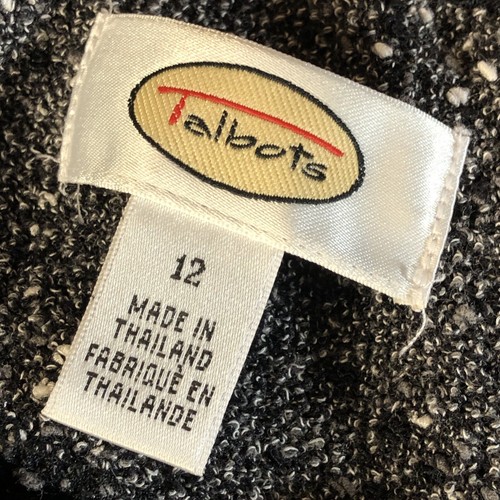 Talbots
12
MADE IN
THAILAND
FABRIQUÉ EN
THAILANDE